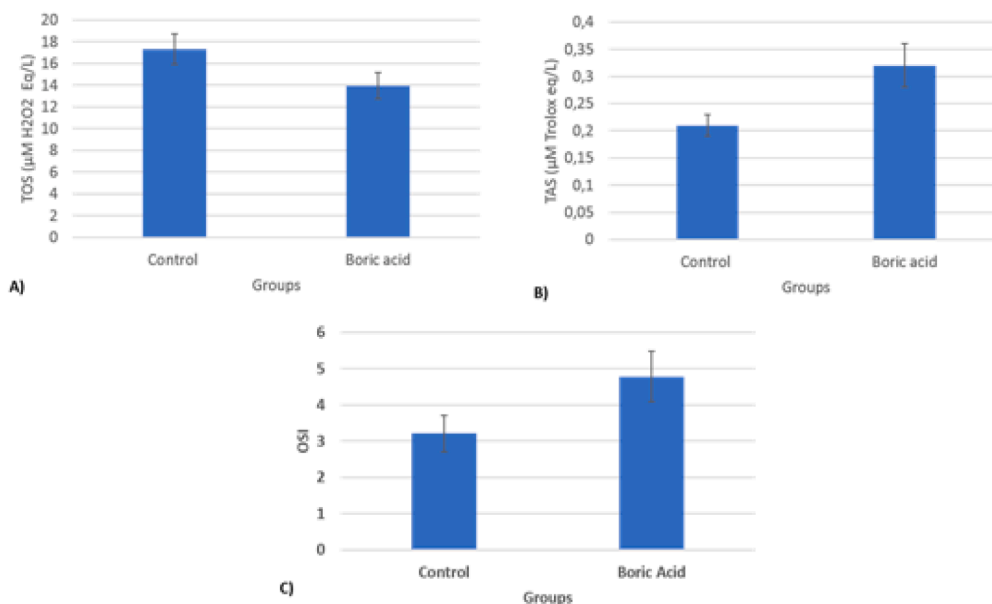 TOS (µM H2O2 Eq/L)
20
18
16
14
12
10
8
6
4
2
0
Control Boric acid
Groups
A)
TAS (µM Trolox eq/L)
0,4
0,35
0,3
0,25
0,2
0,15
0,1
0,05
0
Control Boric acid
Groups
B)
OSI
6
5
4
3
2
1
0
Control Boric Acid
Groups
C)